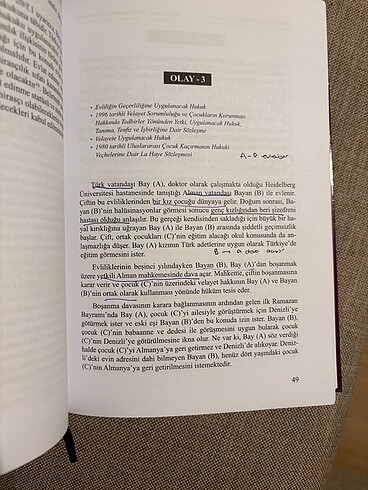 OLAY - 3
• Evliliğin Geçerliliğine Uygulanacak Hukuk
• 1996 tarihli Velayet Sorumluluğu ve Çocukların Korunması
Hakkında Tedbirler Yönünden Yetki, Uygulanacak Hukuk,
Tanıma, Tenfiz ve İşbirliğine Dair Sözleşme
• Velayete Uygulanacak Hukuk
• 1980 tarihli Uluslararası Çocuk Kaçırmanın Hukuki
Veçhelerine Dair La Haye Sözleşmesi
Türk vatandaşı Bay (A), doktor olarak çalışmakta olduğu Heidelberg
Üniversitesi hastanesinde tanıştığı Alman vatandaşı Bayan (B) ile evlenir.
Çiftin bu evliliklerinden bir kız çocuğu dünyaya gelir. Doğum sonrası, Ba-
yan (B)'nin halüsinasyonlar görmesi sonucu genç kızlığından beri şizofreni
hastası olduğu anlaşılır. Bu gerçeği kendisinden sakladığı için büyük bir ha-
yal kırıklığına uğrayan Bay (A) ile Bayan (B) arasında şiddetli geçimsizlik
başlar. Çift, ortak çocukları (C)'nin eğitim alacağı okul konusunda da an-
laşmazlığa düşer. Bay (A) kızının Türk adetlerine uygun olarak Türkiye'de
eğitim görmesini ister.
Evliliklerinin beşinci yılındayken Bayan (B), Bay (A)'dan boşanmak
üzere yetkili Alman mahkemesinde dava açar. Mahkeme, çiftin boşanmasına
karar verir ve çocuk (C)'nin üzerindeki velayet hakkının Bay (A) ve Bayan
(B)'nin ortak olarak kullanması yönünde hüküm tesis eder.
Boşanma davasının karara bağlanmasının ardından gelen ilk Ramazan
Bayramı'nda Bay (A), çocuk (C)'yi ailesiyle görüştürmek için Denizli'ye
götürmek ister ve eski eşi Bayan (B)'den bu konuda izin ister. Bayan (B),
çocuk (C)'nin babaanne ve dedesi ile görüşmesini uygun bularak çocuk
(C)'nin Denizli'ye götürülmesine ikna olur. Ne var ki, Bay (A) söz verdiği
halde çocuk (C)'yi Almanya'ya geri getirmez ve Denizli'de alıkoyar. Deniz-
li'deki evin adresini dahi bilmeyen Bayan (B), henüz dört yaşındaki çocuk
(C)'nin Almanya'ya geri getirilmesini istemektedir.
49